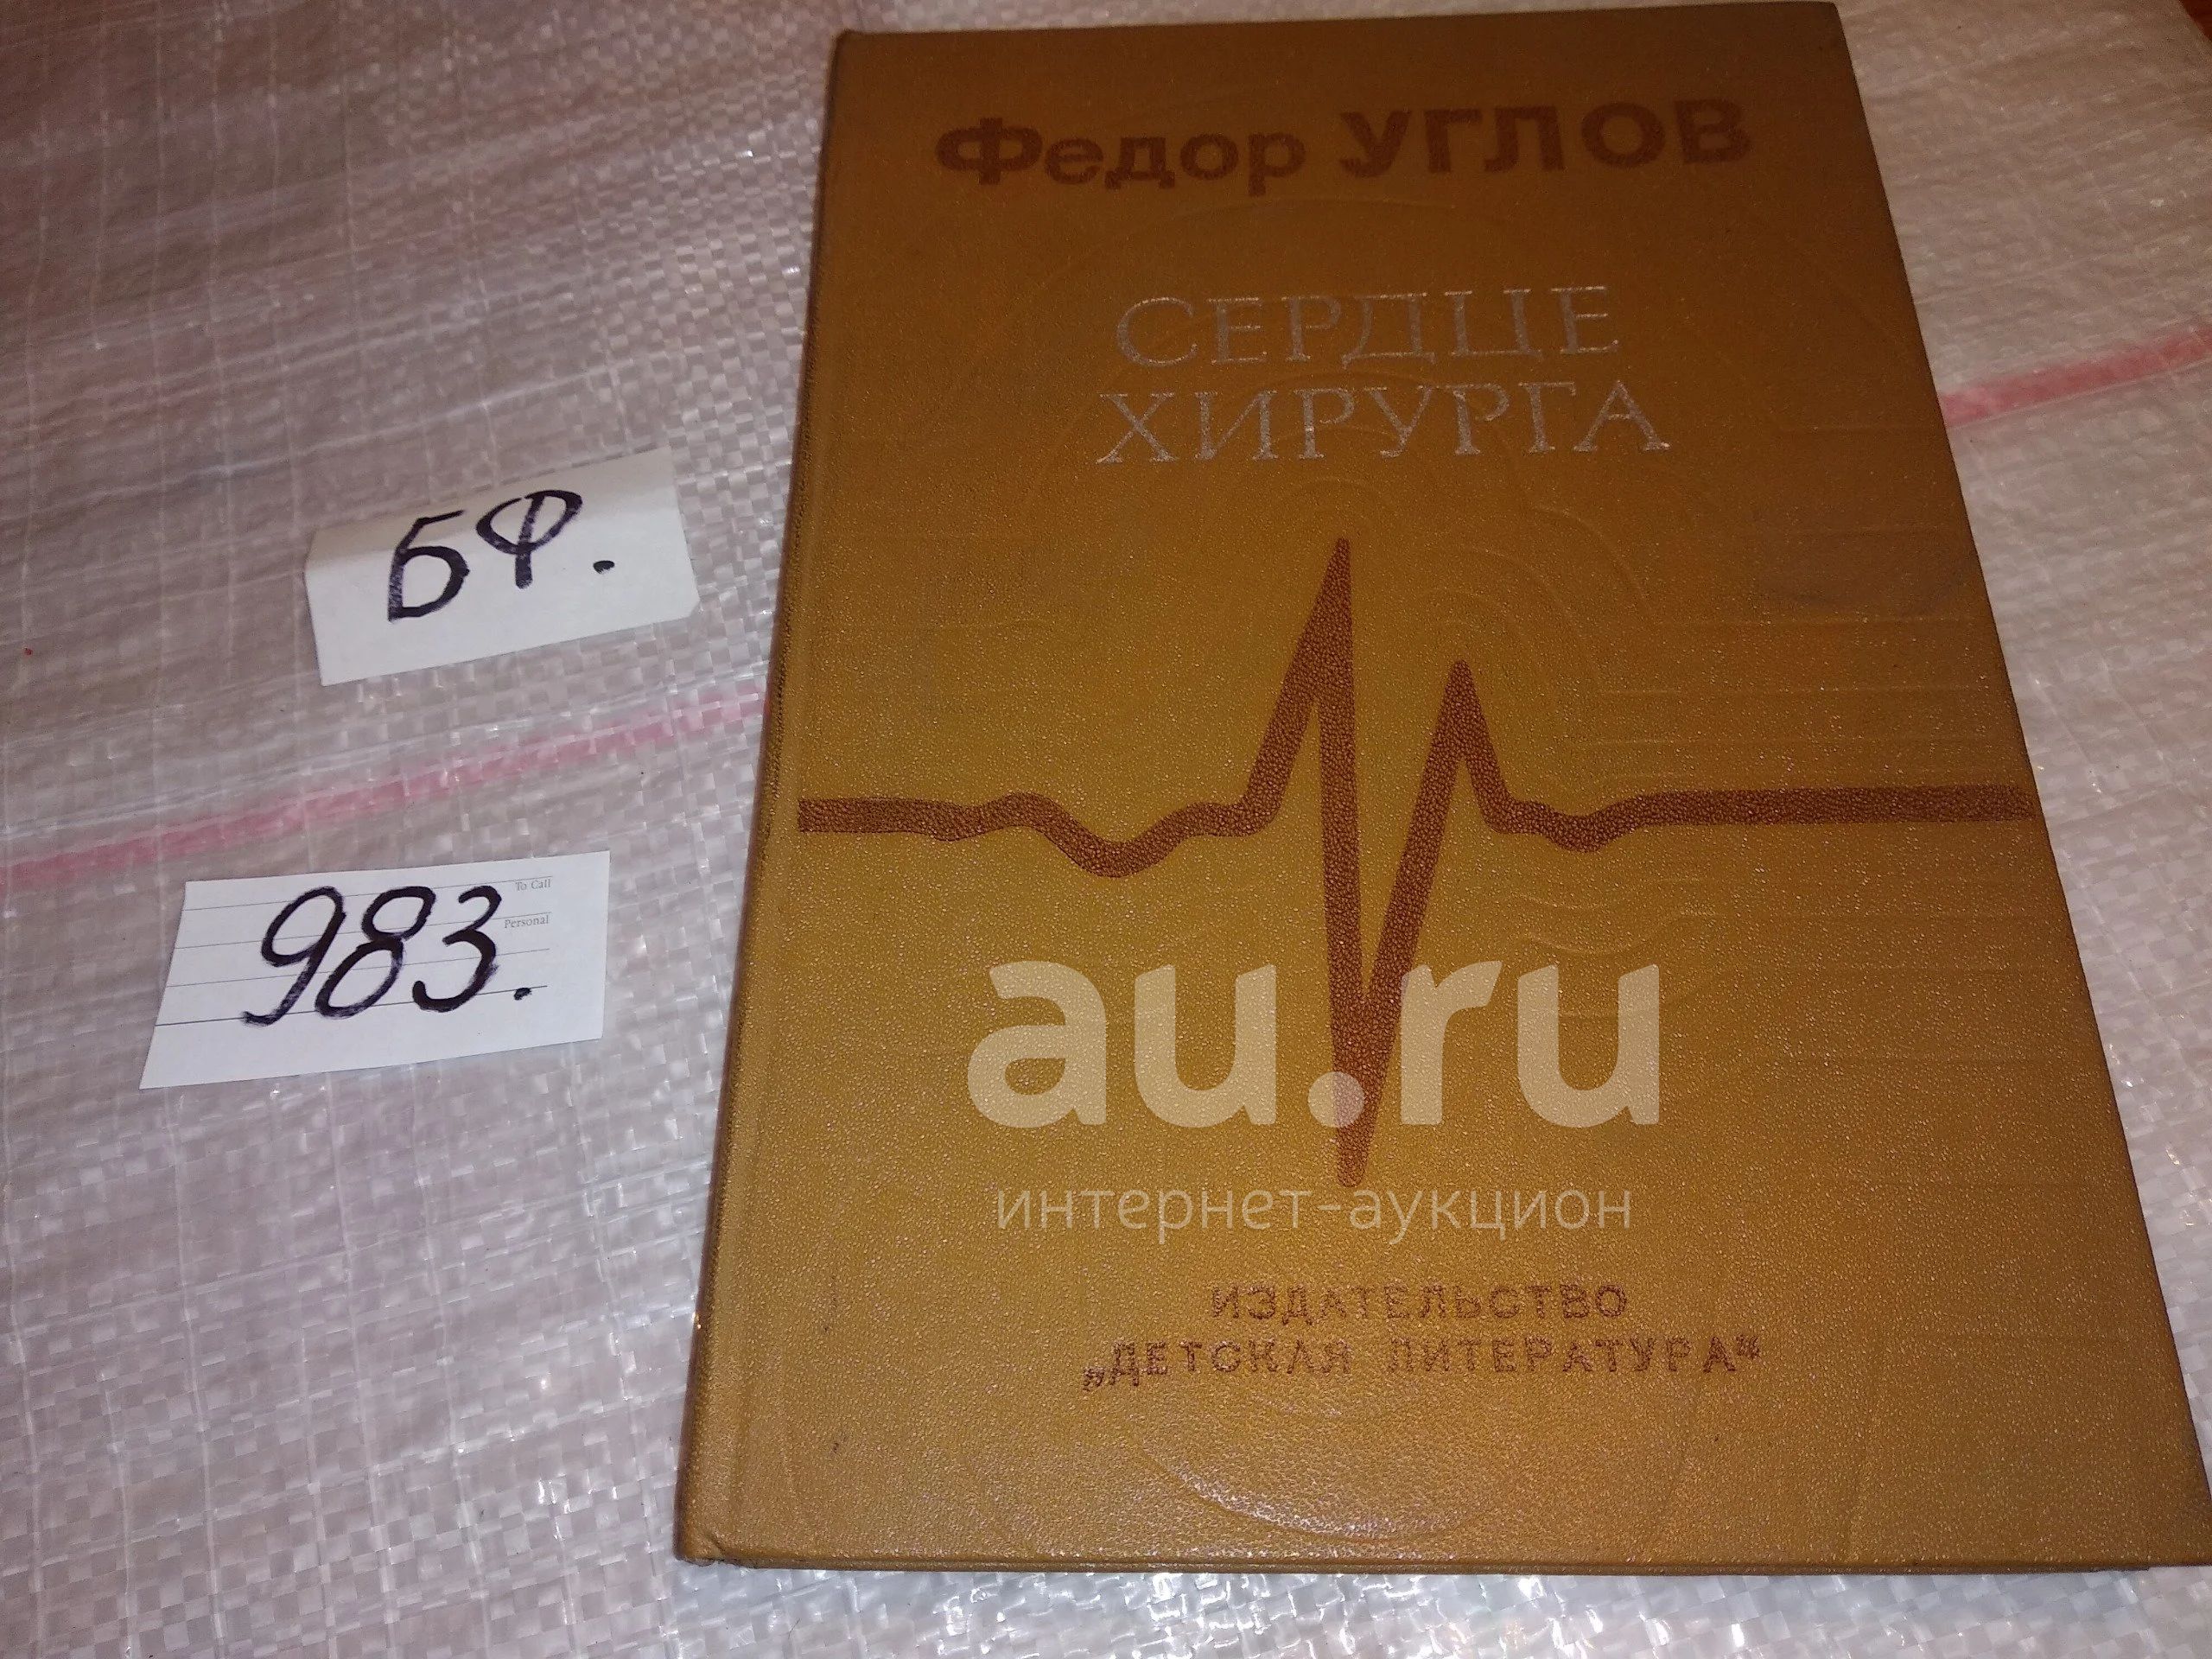 Федор УГЛОВ
СЕРДЦЕ
ХИРУРГА
БФ.
983.
To Call
Personal
au.ru
интернет-аукцион
ИЗДАТЕЛЬСТВО
„ДЕТСКАЯ ЛИТЕРАТУРА"